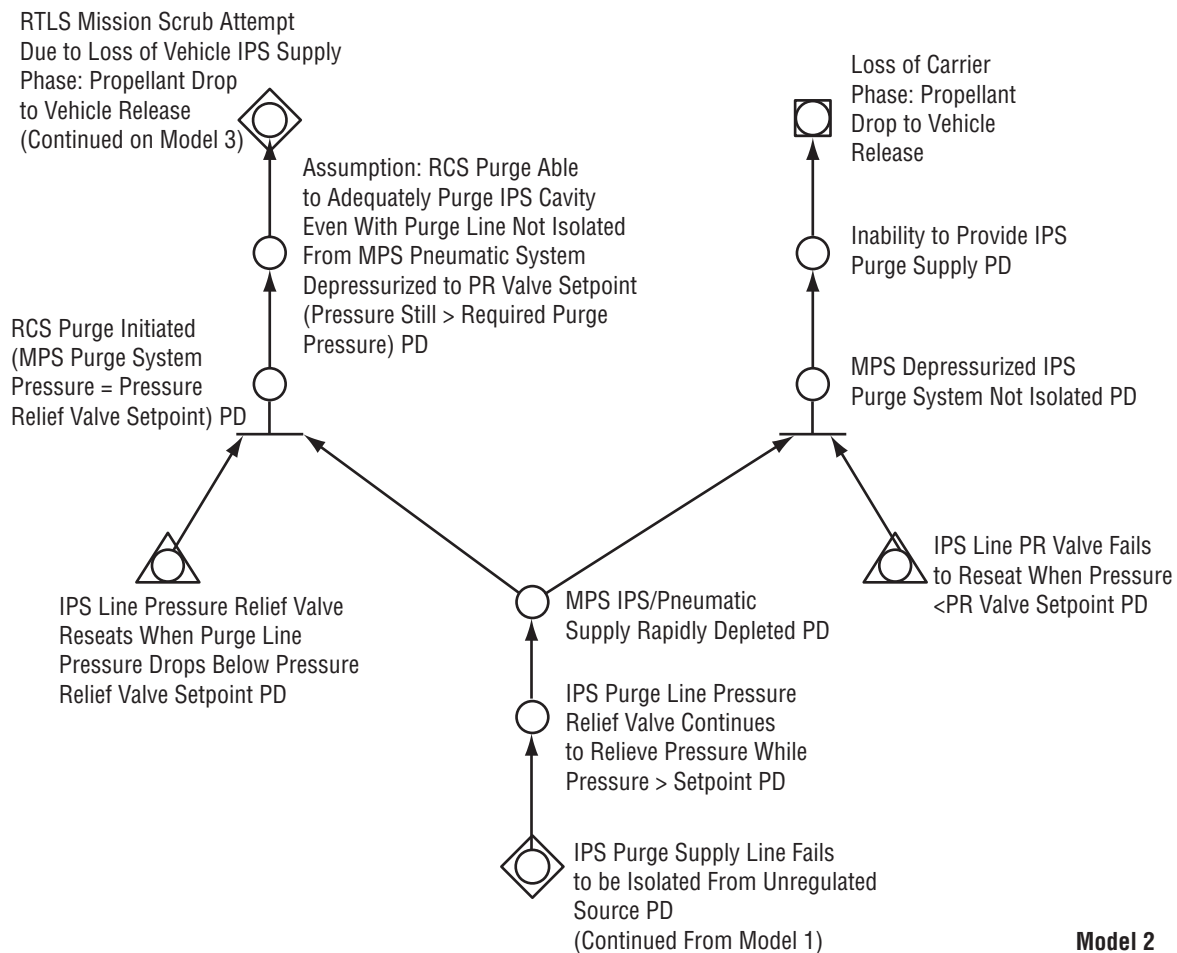 RTLS Mission Scrub Attempt
Due to Loss of Vehicle IPS Supply
Phase: Propellant Drop
to Vehicle Release
(Continued on Model 3)
Loss of Carrier
Phase: Propellant
Drop to Vehicle
Release
Assumption: RCS Purge Able
to Adequately Purge IPS Cavity
Even With Purge Line Not Isolated
From MPS Pneumatic System
Depressurized to PR Valve Setpoint
(Pressure Still > Required Purge
Pressure) PD
Inability to Provide IPS
Purge Supply PD
RCS Purge Initiated
(MPS Purge System
Pressure = Pressure
Relief Valve Setpoint) PD
MPS Depressurized IPS
Purge System Not Isolated PD
IPS Line Pressure Relief Valve
Reseats When Purge Line
Pressure Drops Below Pressure
Relief Valve Setpoint PD
MPS IPS/Pneumatic
Supply Rapidly Depleted PD
IPS Line PR Valve Fails
to Reseat When Pressure
<PR Valve Setpoint PD
IPS Purge Line Pressure
Relief Valve Continues
to Relieve Pressure While
Pressure > Setpoint PD
IPS Purge Supply Line Fails
to be Isolated From Unregulated
Source PD
(Continued From Model 1)
Model 2